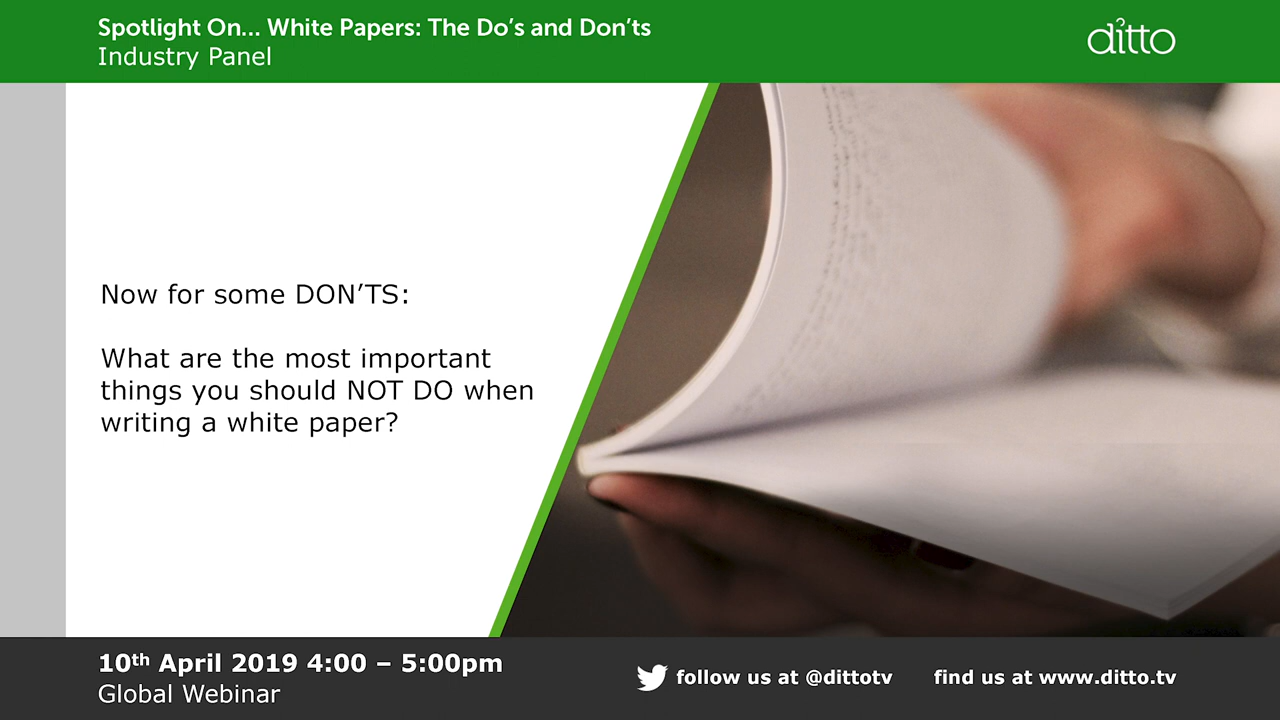 Spotlight On... White Papers: The Do's and Don'ts
Industry Panel
ditto
Now for some DON'TS:
What are the most important
things you should NOT DO when
writing a white paper?
10th April 2019 4:00 – 5:00pm
Global Webinar
follow us at @dittotv
find us at www.ditto.tv